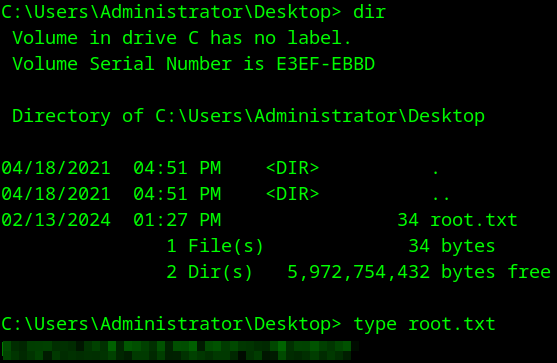 C:\Users\Administrator\Desktop> dir
Volume in drive C has no label.
Volume Serial Number is E3EF-EBBD
Directory of C:\Users\Administrator\Desktop
04/18/2021  04:51 PM    <DIR>          .
04/18/2021  04:51 PM    <DIR>          ..
02/13/2024  01:27 PM                34 root.txt
1 File(s)             34 bytes
2 Dir(s)   5,972,754,432 bytes free
C:\Users\Administrator\Desktop> type root.txt